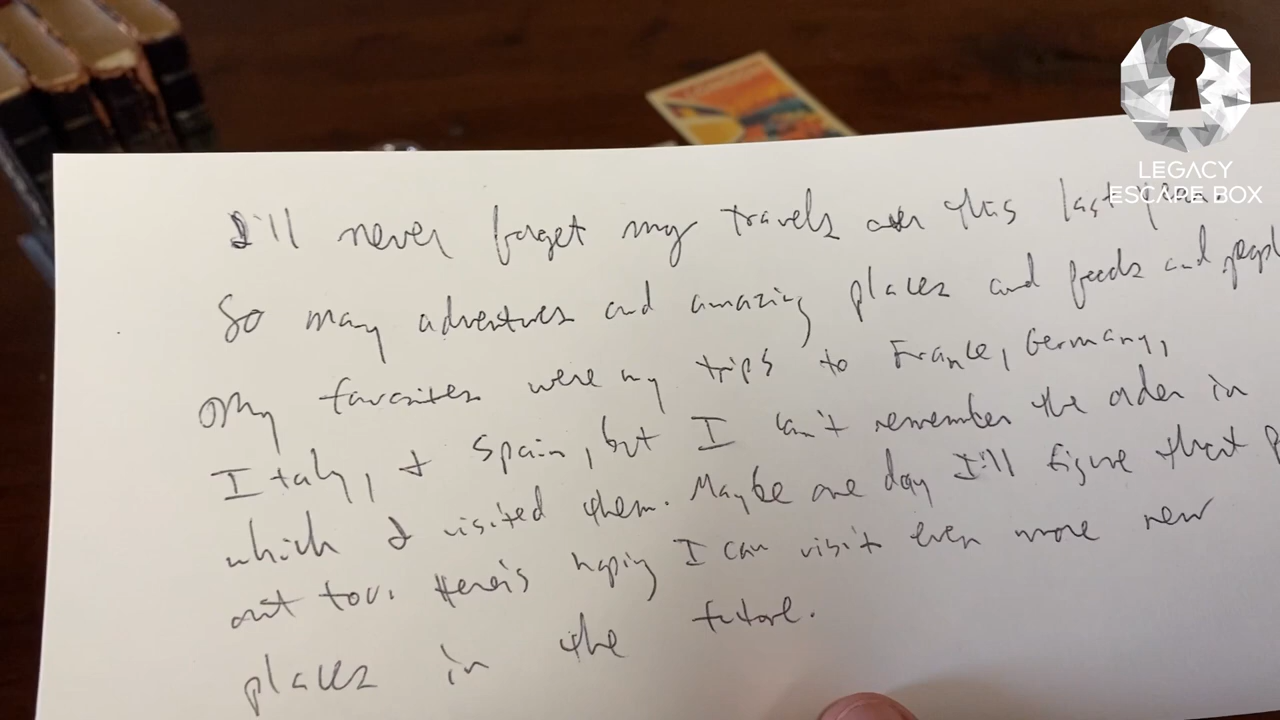 LEGACY
ESCAPE BOX
I'll never forget my travels over this last year.
So many adventures and amazing places and foods and
My favorites were my trips to France, Germany,
Italy, & Spain, but I can't remember the order in
which I visited them. Maybe one day I'll figure that
out too. Here's hoping I can visit even more new
places in the future.